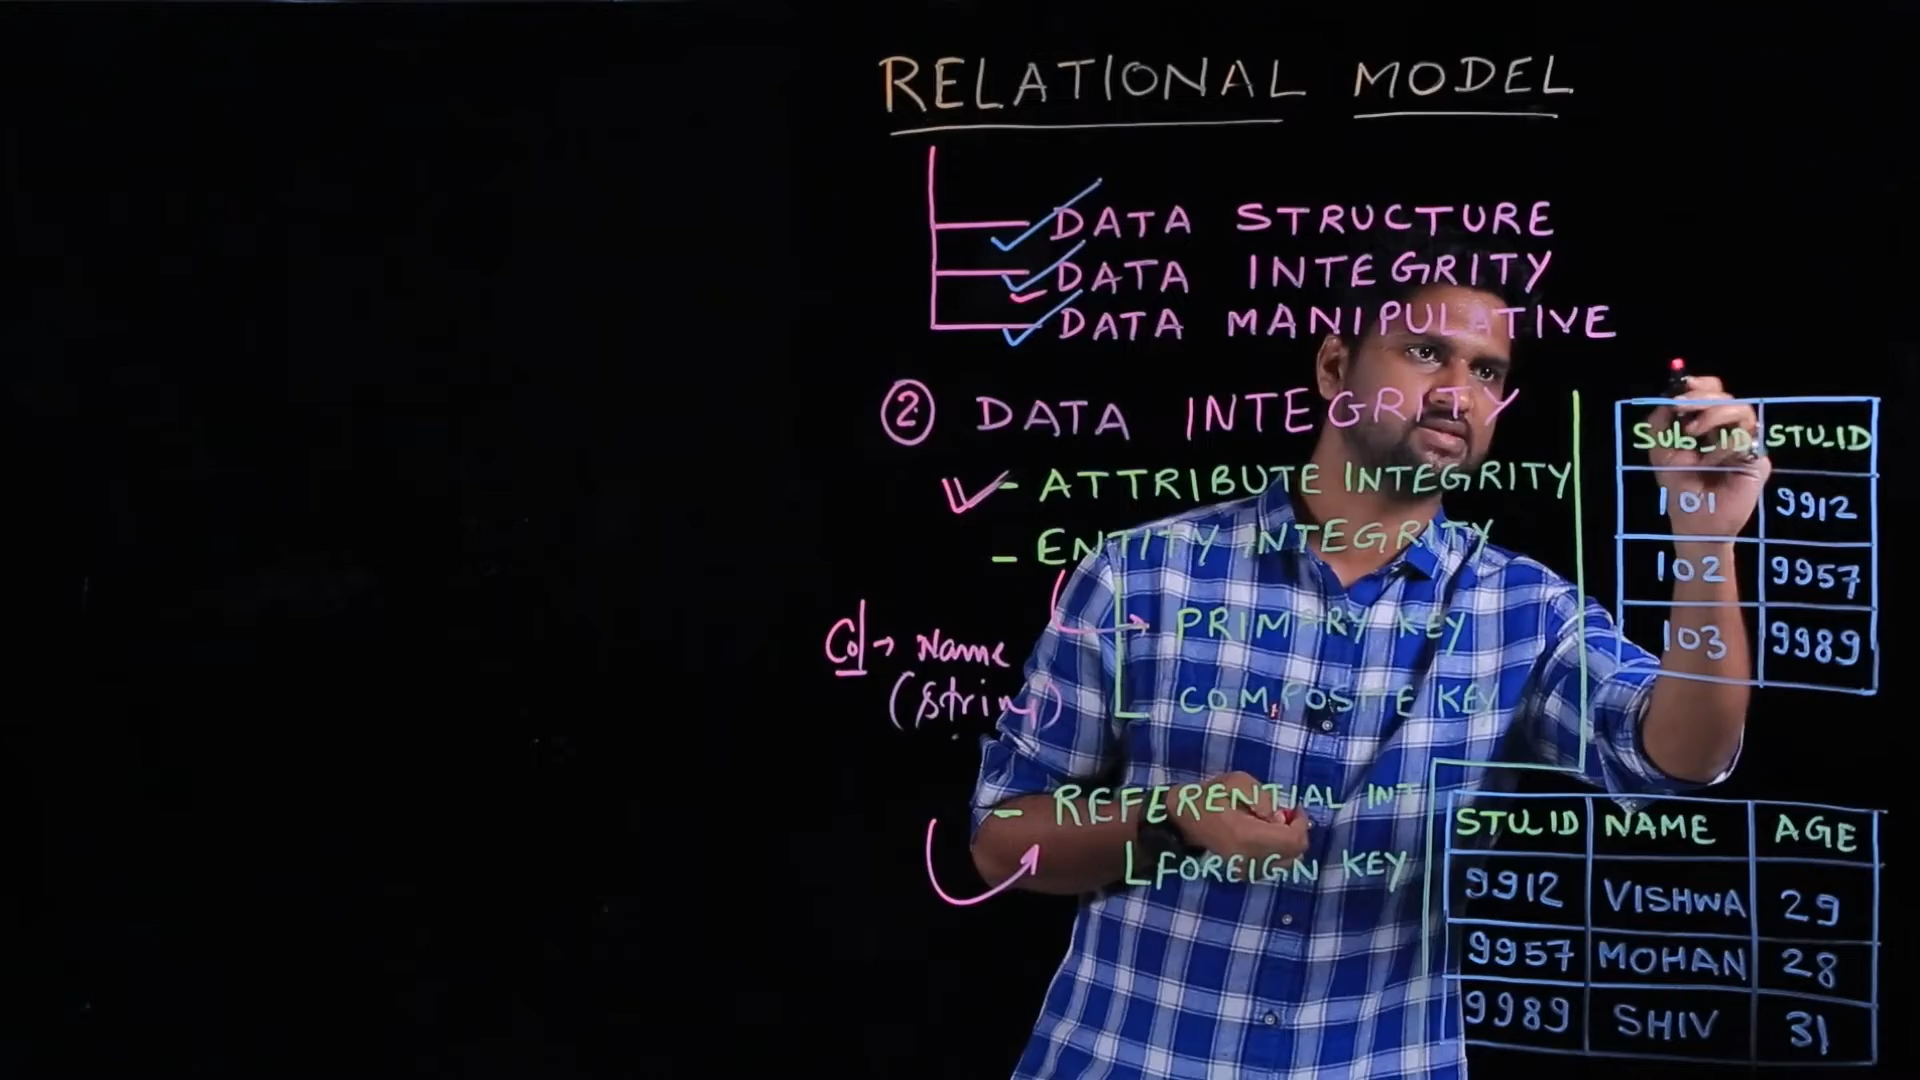 RELATIONAL MODEL
DATA STRUCTURE
DATA INTEGRITY
DATA MANIPULATIVE
② DATA INTEGRITY
- ATTRIBUTE INTEGRITY
- ENTITY INTEGRITY
PRIMARY KEY
COMPOSITE KEY
Col → Name
(String)
- REFERENTIAL INT
FOREIGN KEY
Sub_ID STU_ID
101 9912
102 9957
103 9989
STU_ID NAME AGE
9912 VISHWA 29
9957 MOHAN 28
9989 SHIV 31